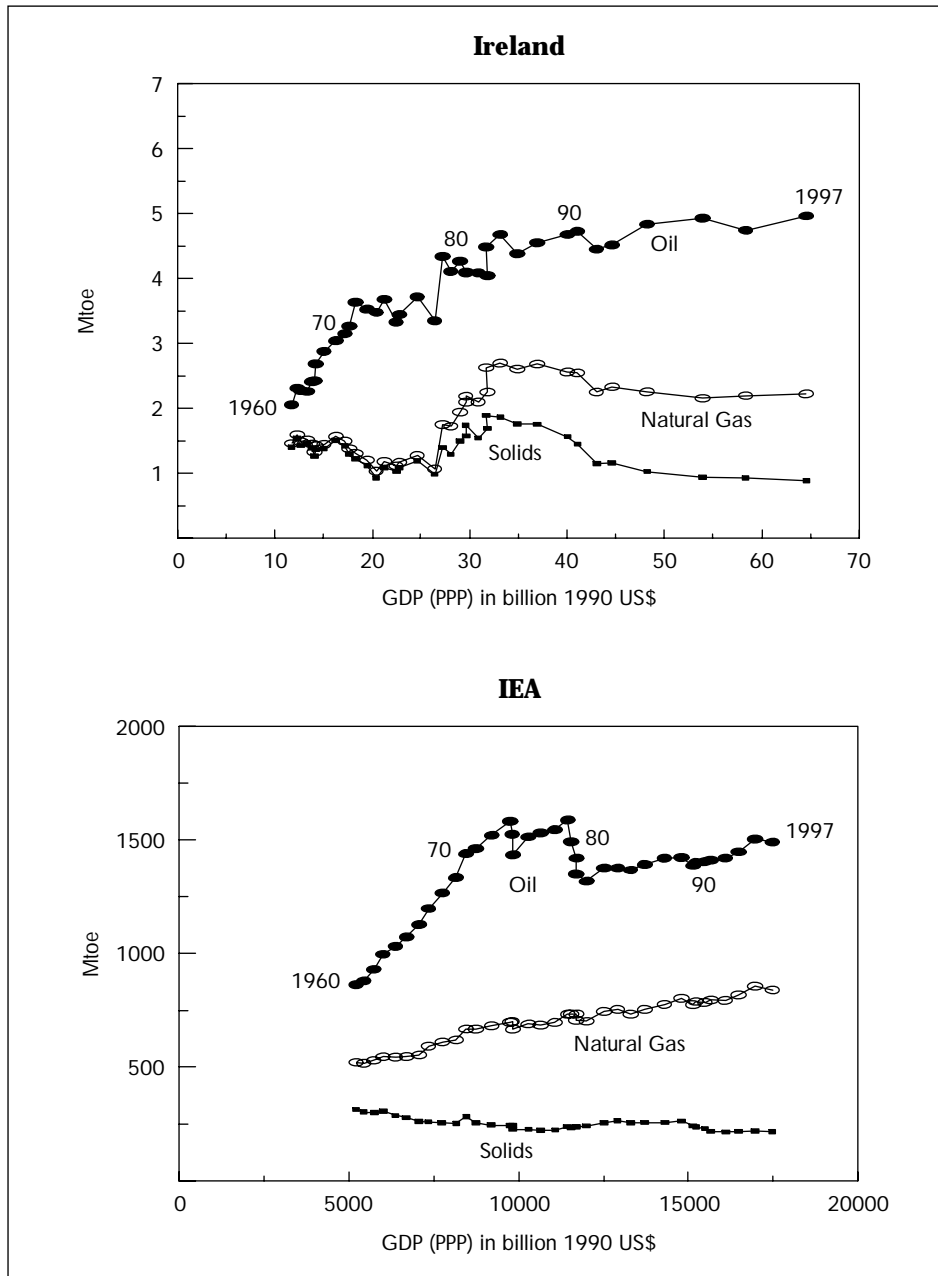 Ireland
7
6
5
4
3
2
1
Mtoe
1960
70
80
90
1997
Oil
Natural Gas
Solids
0 10 20 30 40 50 60 70
GDP (PPP) in billion 1990 US$
IEA
2000
1500
1000
500
Mtoe
1960
70
80
90
1997
Oil
Natural Gas
Solids
0 5000 10000 15000 20000
GDP (PPP) in billion 1990 US$